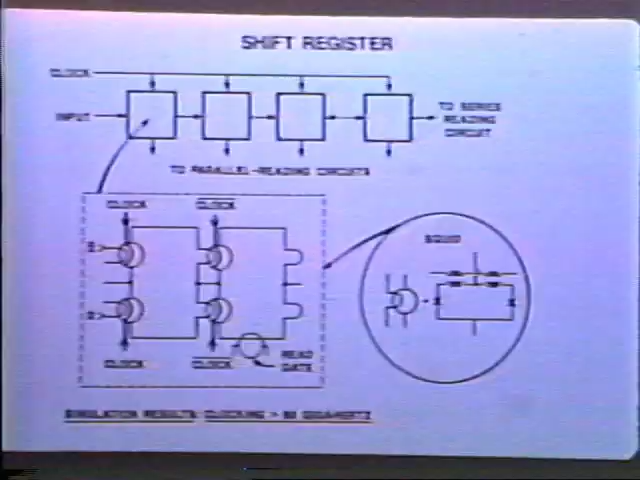 SHIFT REGISTER
CLOCK
INPUT
TO SERIES
READING
CIRCUIT
TO PARALLEL-READING CIRCUITS
CLOCK CLOCK
SQUID
READ
GATE
CLOCK CLOCK
SIMULATION RESULTS: CLOCKING > GIGAHERTZ